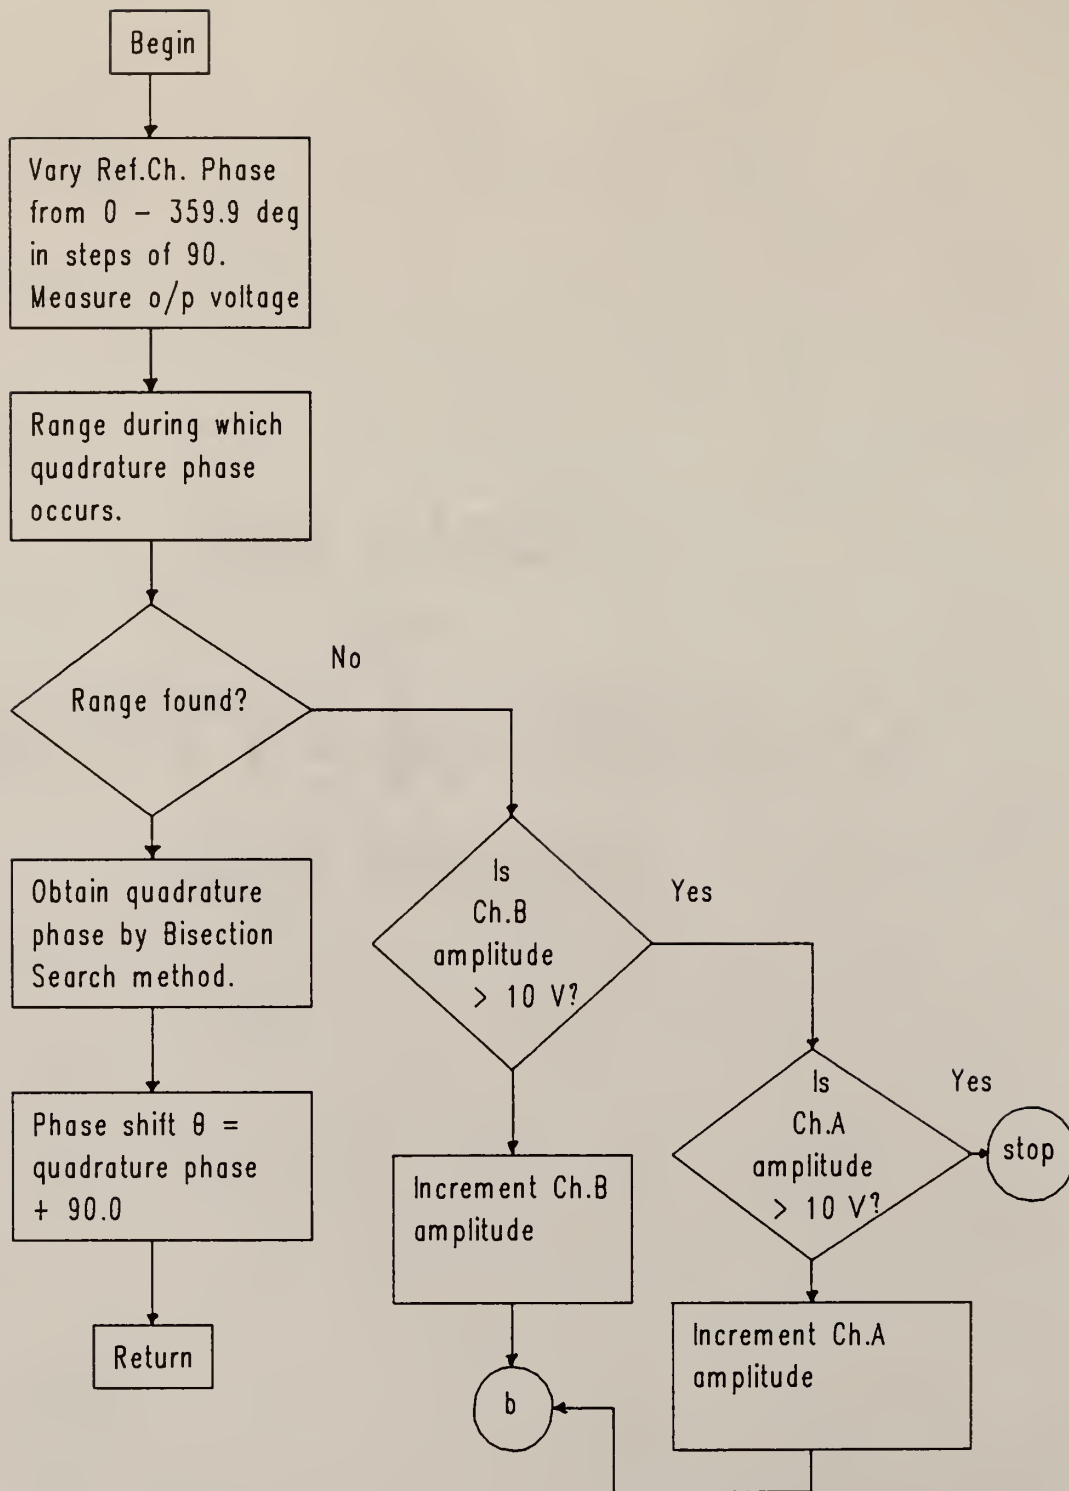 Begin
Vary Ref.Ch. Phase
from 0 - 359.9 deg
in steps of 90.
Measure o/p voltage
Range during which
quadrature phase
occurs.
Range found?
No
Obtain quadrature
phase by Bisection
Search method.
Phase shift θ =
quadrature phase
+ 90.0
Return
Is
Ch.B
amplitude
> 10 V?
Yes
Increment Ch.B
amplitude
b
Is
Ch.A
amplitude
> 10 V?
Yes
stop
Increment Ch.A
amplitude